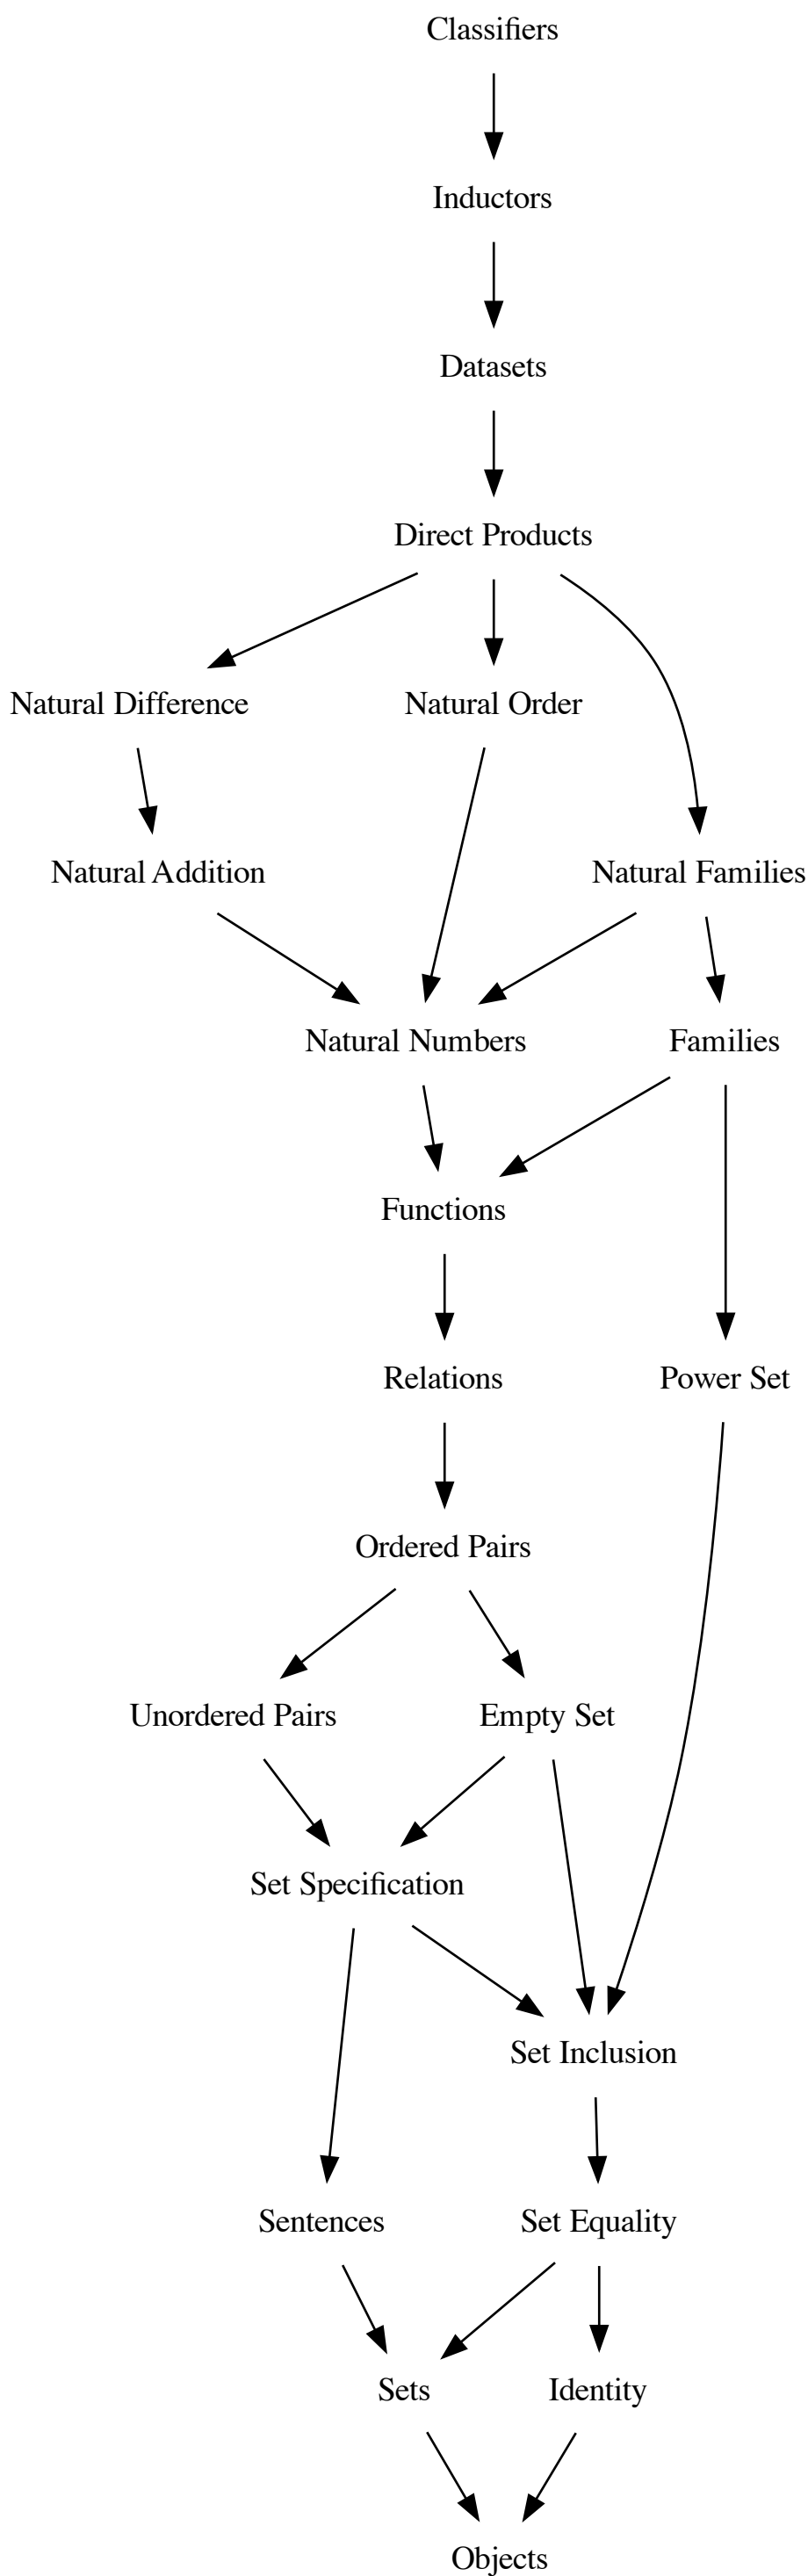 Classifiers
Inductors
Datasets
Direct Products
Natural Difference
Natural Order
Natural Addition
Natural Families
Natural Numbers
Families
Functions
Relations
Power Set
Ordered Pairs
Unordered Pairs
Empty Set
Set Specification
Set Inclusion
Sentences
Set Equality
Sets
Identity
Objects